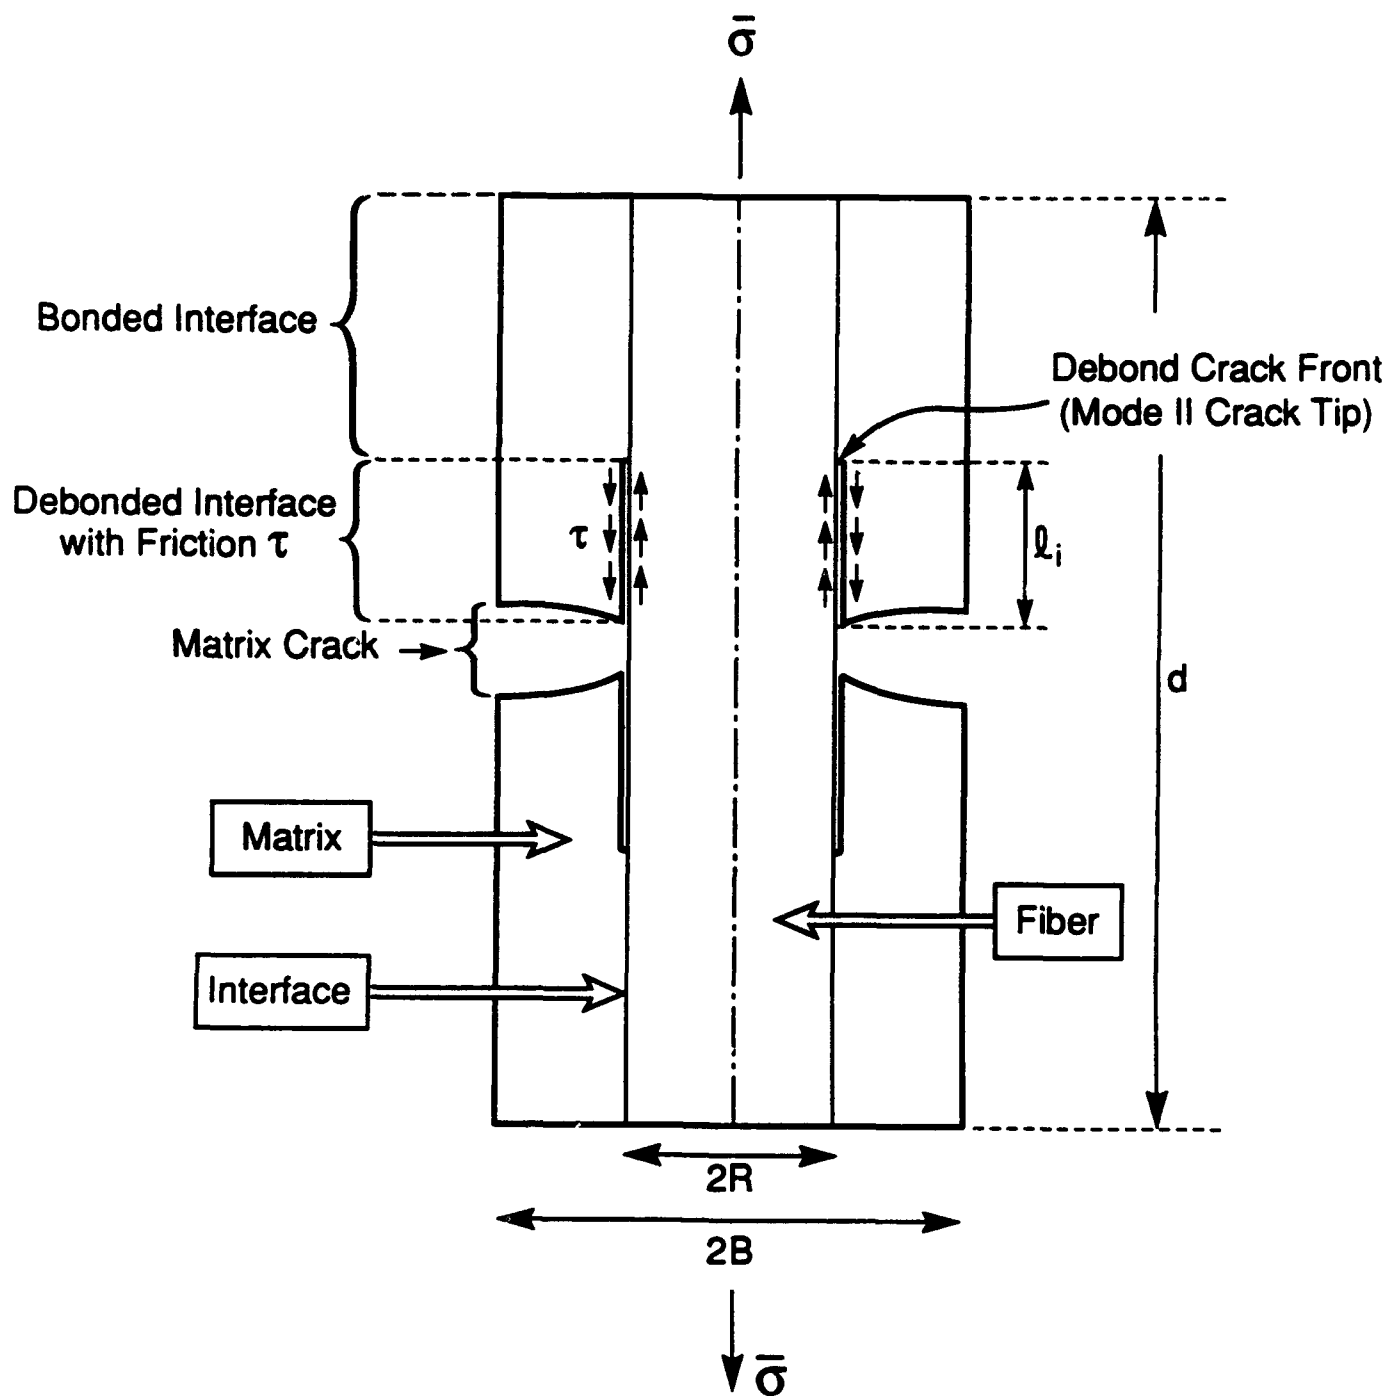 σ̄
Bonded Interface
Debond Crack Front
(Mode II Crack Tip)
Debonded Interface
with Friction τ
τ
ℓi
Matrix Crack
d
Matrix
Fiber
Interface
2R
2B
σ̄